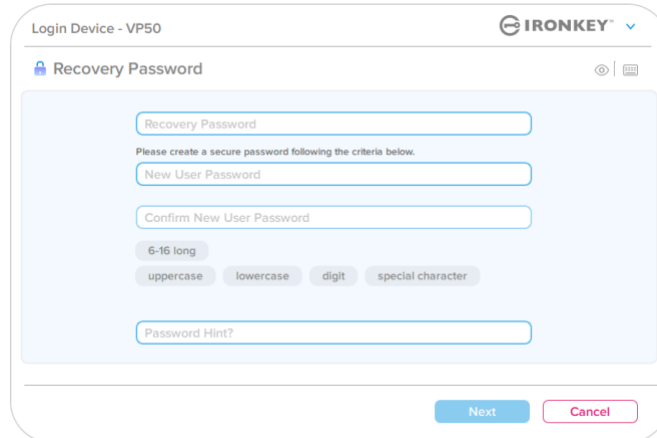 Login Device - VP50
IRONKEY™
Recovery Password
Recovery Password
Please create a secure password following the criteria below.
New User Password
Confirm New User Password
6-16 long
uppercase lowercase digit special character
Password Hint?
Next Cancel